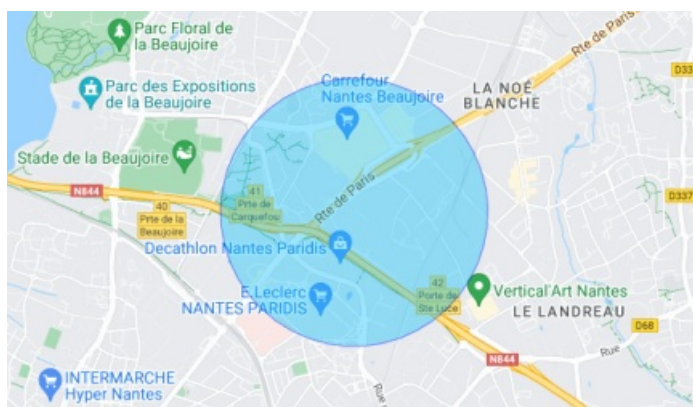 Parc Floral de
la Beaujoire
Rte de Paris
D33
Carrefour
Nantes Beaujoire
LA NOÉ
BLANCHE
Parc des Expositions
de la Beaujoire
Stade de la Beaujoire
N844
41
Prte de
Carquefou
Rte de Paris
D337
40
Prte de la
Beaujoire
Decathlon Nantes Paridis
42
Porte de
Ste Luce
E.Leclerc
NANTES PARIDIS
Vertical'Art Nantes
LE LANDREAU
D68
Rue
N844
INTERMARCHE
Hyper Nantes
Rue